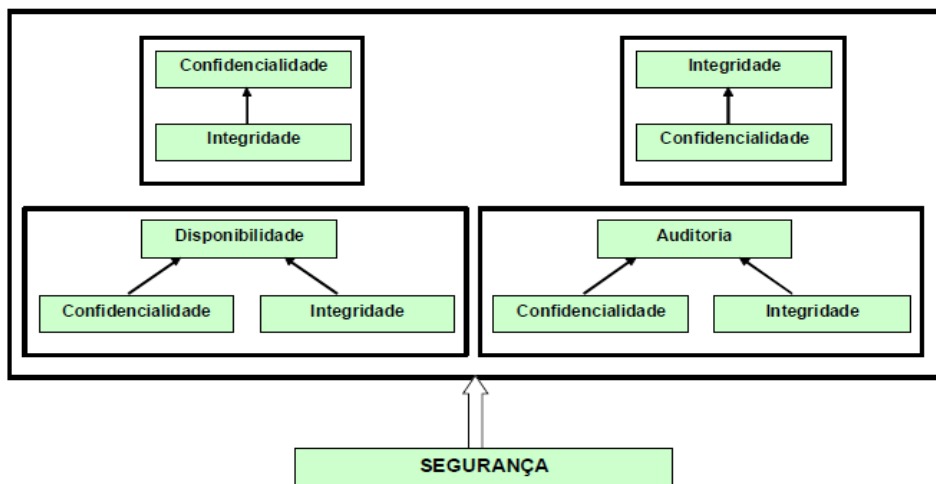 Confidencialidade
Integridade
Integridade
Confidencialidade
Disponibilidade
Confidencialidade
Integridade
Auditoria
Confidencialidade
Integridade
SEGURANÇA